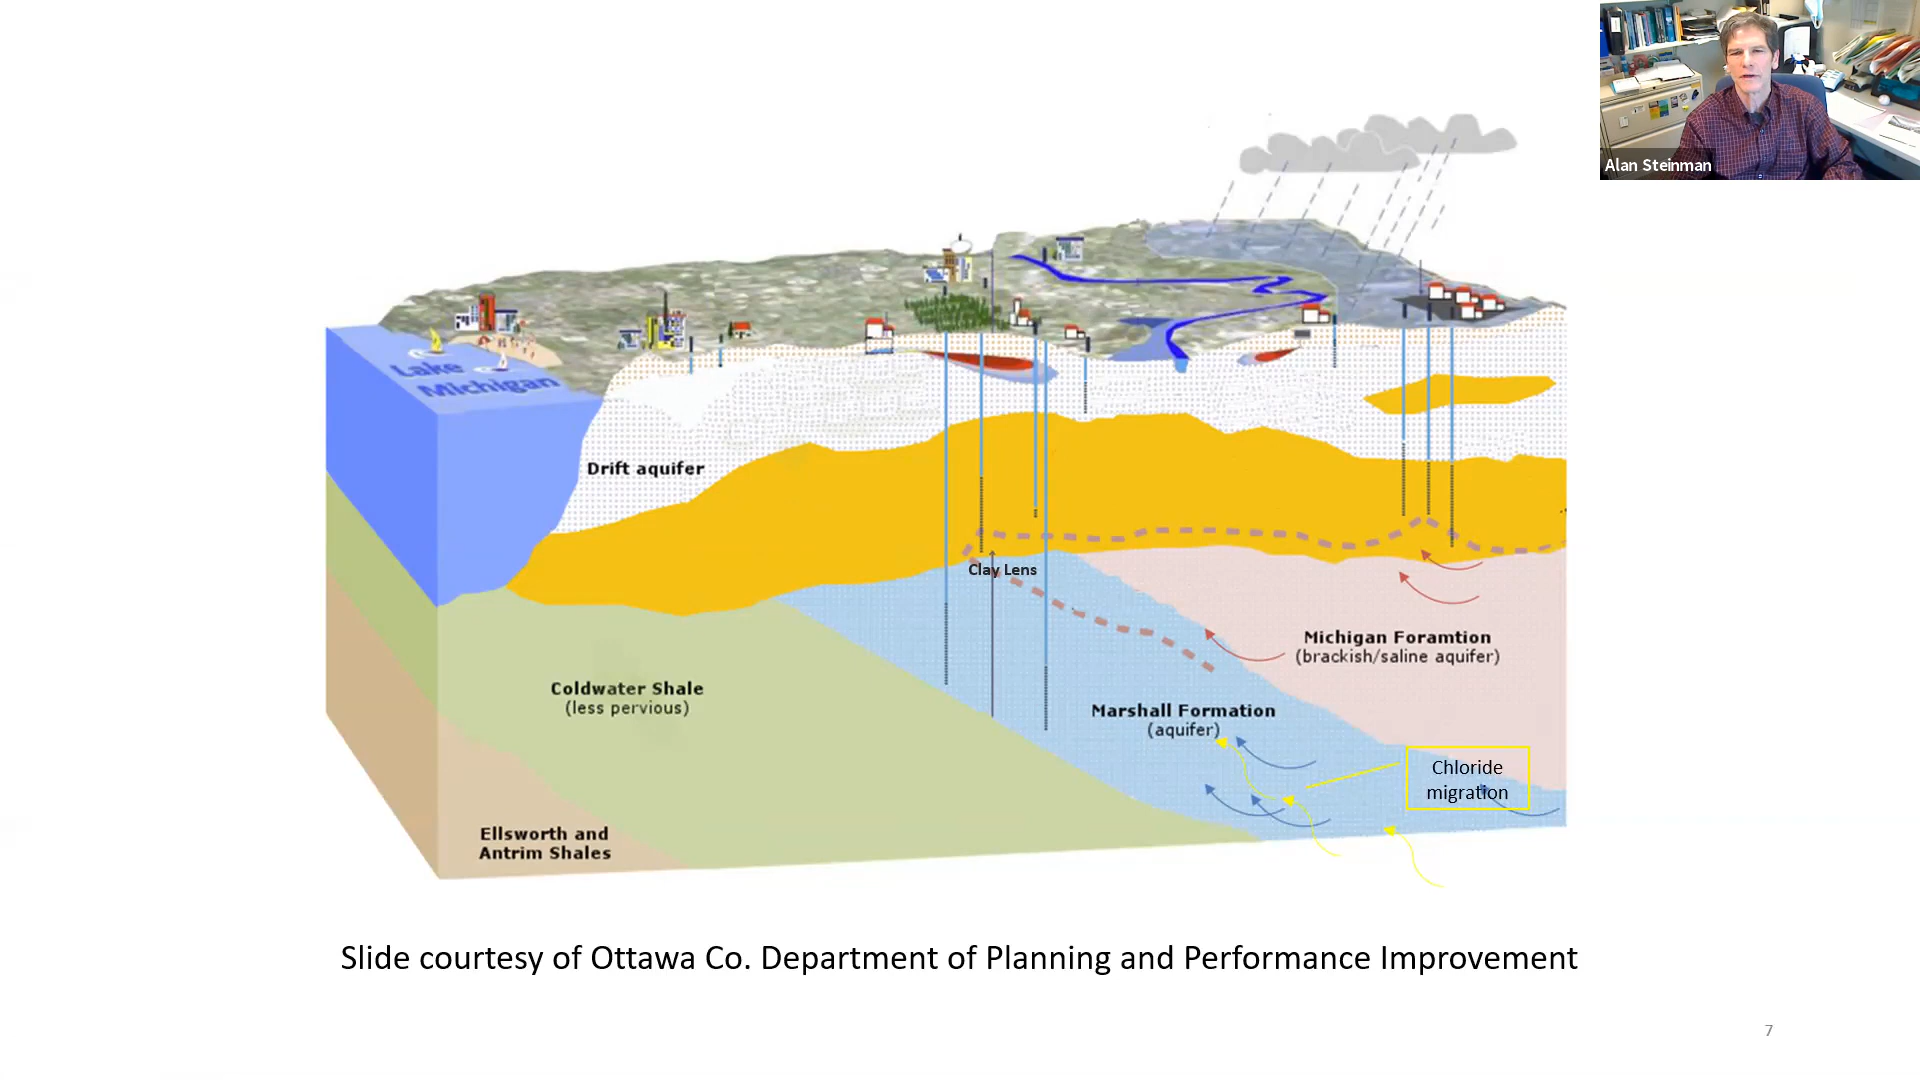 Alan Steinman
Lake
Michigan
Drift aquifer
Clay Lens
Michigan Foramtion
(brackish/saline aquifer)
Coldwater Shale
(less pervious)
Marshall Formation
(aquifer)
Chloride
migration
Ellsworth and
Antrim Shales
Slide courtesy of Ottawa Co. Department of Planning and Performance Improvement
7